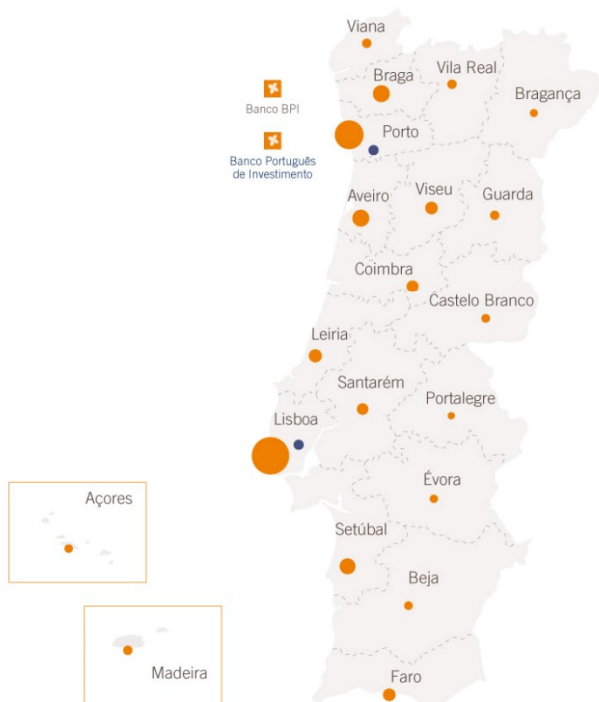 Viana
Braga
Vila Real
Bragança
Banco BPI
Porto
Banco Português
de Investimento
Aveiro
Viseu
Guarda
Coimbra
Castelo Branco
Leiria
Santarém
Portalegre
Lisboa
Açores
Évora
Setúbal
Beja
Madeira
Faro